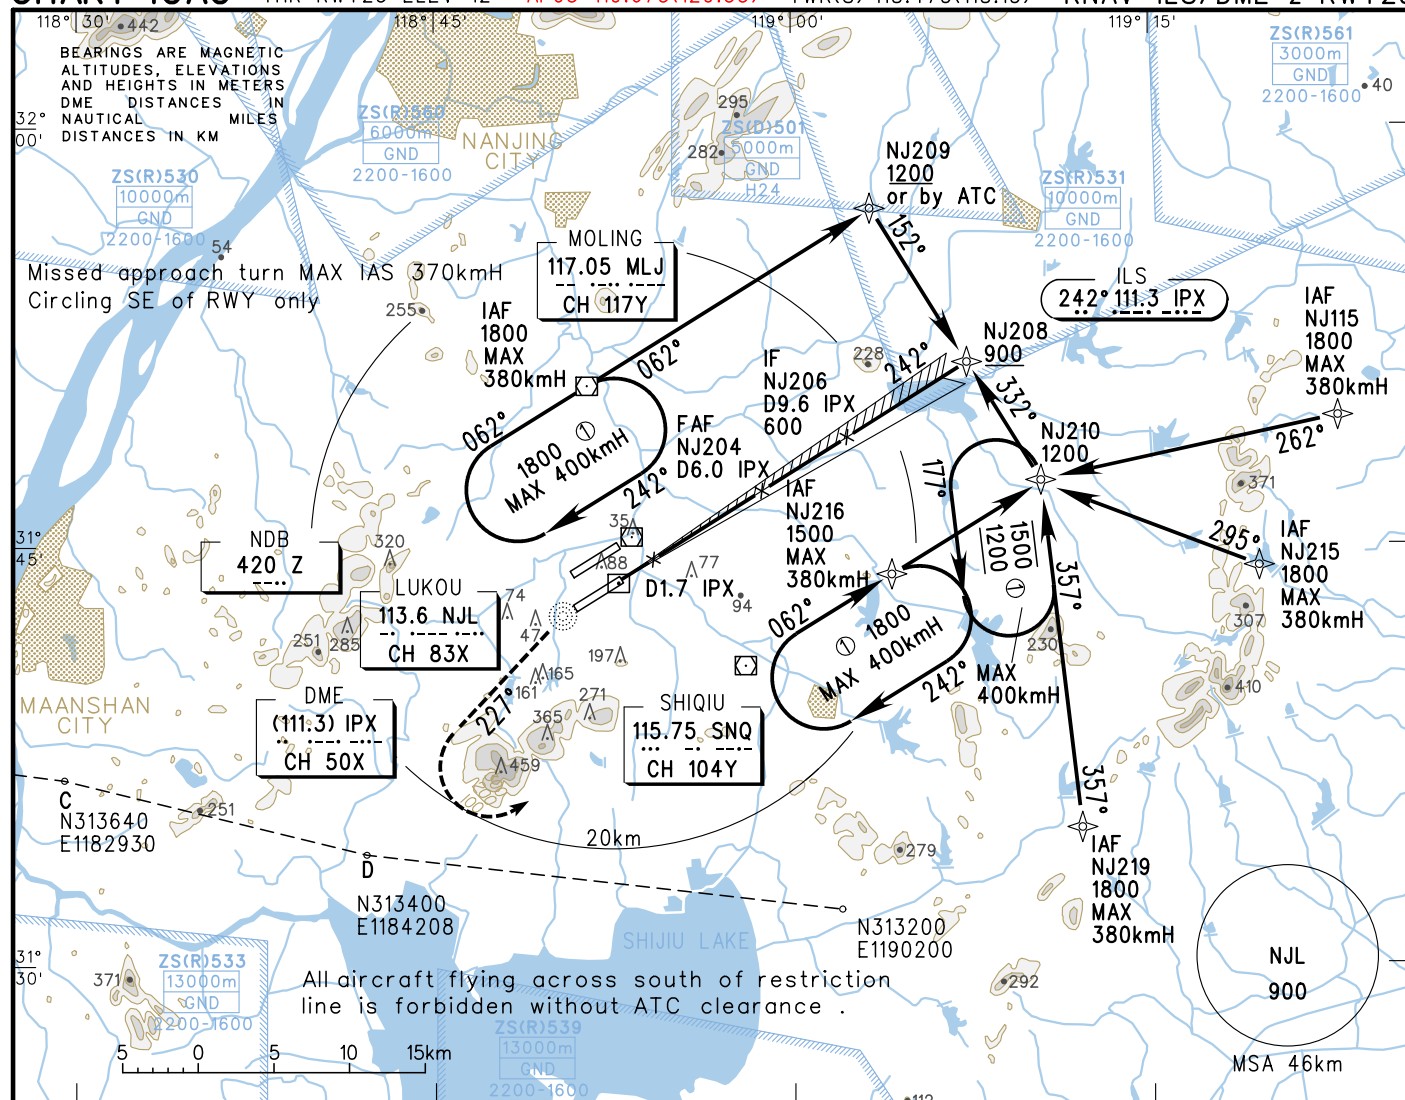 118° 30'
118° 45'
119° 00'
119° 15'
442
BEARINGS ARE MAGNETIC
ALTITUDES, ELEVATIONS
AND HEIGHTS IN METERS
DME DISTANCES IN
NAUTICAL MILES
DISTANCES IN KM
32°
00'
ZS(R)560
6000m
GND
2200-1600
NANJING
CITY
295
282
ZS(D)501
5000m
GND
H24
ZS(R)561
3000m
GND
2200-1600
40
ZS(R)530
10000m
GND
2200-1600
54
NJ209
1200
or by ATC
ZS(R)531
10000m
GND
2200-1600
Missed approach turn MAX IAS 370kmH
Circling SE of RWY only
255
MOLING
117.05 MLJ
CH 117Y
152°
ILS
242° 111.3 IPX
IAF
1800
MAX
380kmH
062°
062°
1800 ①
MAX 400kmH
242°
228
242°
NJ208
900
IAF
NJ115
1800
MAX
380kmH
IF
NJ206
D9.6 IPX
600
332°
FAF
NJ204
D6.0 IPX
NJ210
1200
262°
177°
371
IAF
NJ216
1500
MAX
380kmH
1500
1200
①
MAX
400kmH
295°
IAF
NJ215
1800
MAX
380kmH
31°
45'
35
88
77
94
D1.7 IPX
NDB
420 Z
320
LUKOU
113.6 NJL
CH 83X
74
47
251
285
197
165
161
271
365
459
227°
062°
① 1800
MAX 400kmH
242°
357°
357°
230
307
410
MAANSHAN
CITY
DME
(111.3) IPX
CH 50X
SHIQIU
115.75 SNQ
CH 104Y
20km
C
N313640
E1182930
251
D
N313400
E1184208
N313200
E1190200
279
IAF
NJ219
1800
MAX
380kmH
SHIJIU LAKE
31°
30'
371
ZS(R)533
13000m
GND
2200-1600
All aircraft flying across south of restriction
line is forbidden without ATC clearance .
292
NJL
900
MSA 46km
ZS(R)539
13000m
GND
2200-1600
5 0 5 10 15km